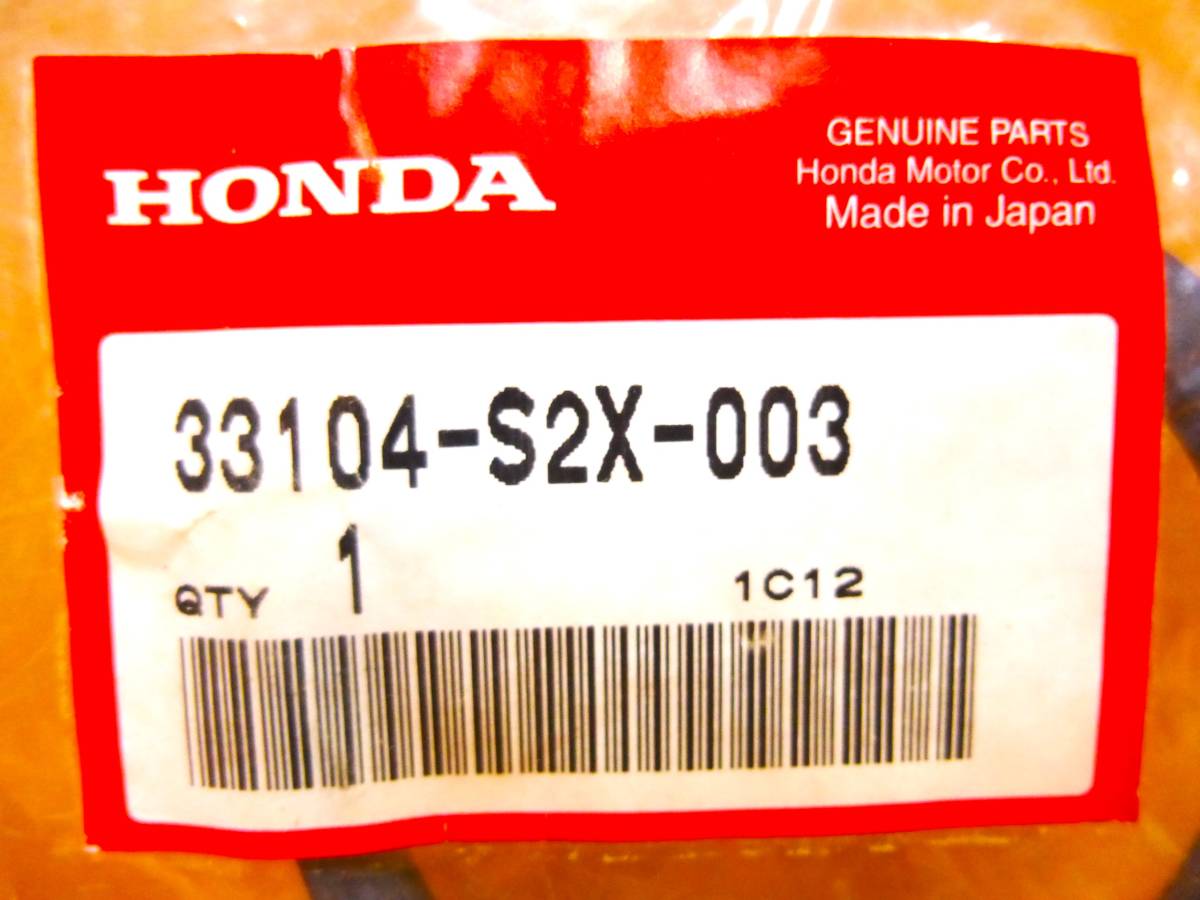 HONDA
GENUINE PARTS
Honda Motor Co., Ltd.
Made in Japan
33104-S2X-003
QTY 1
1C12